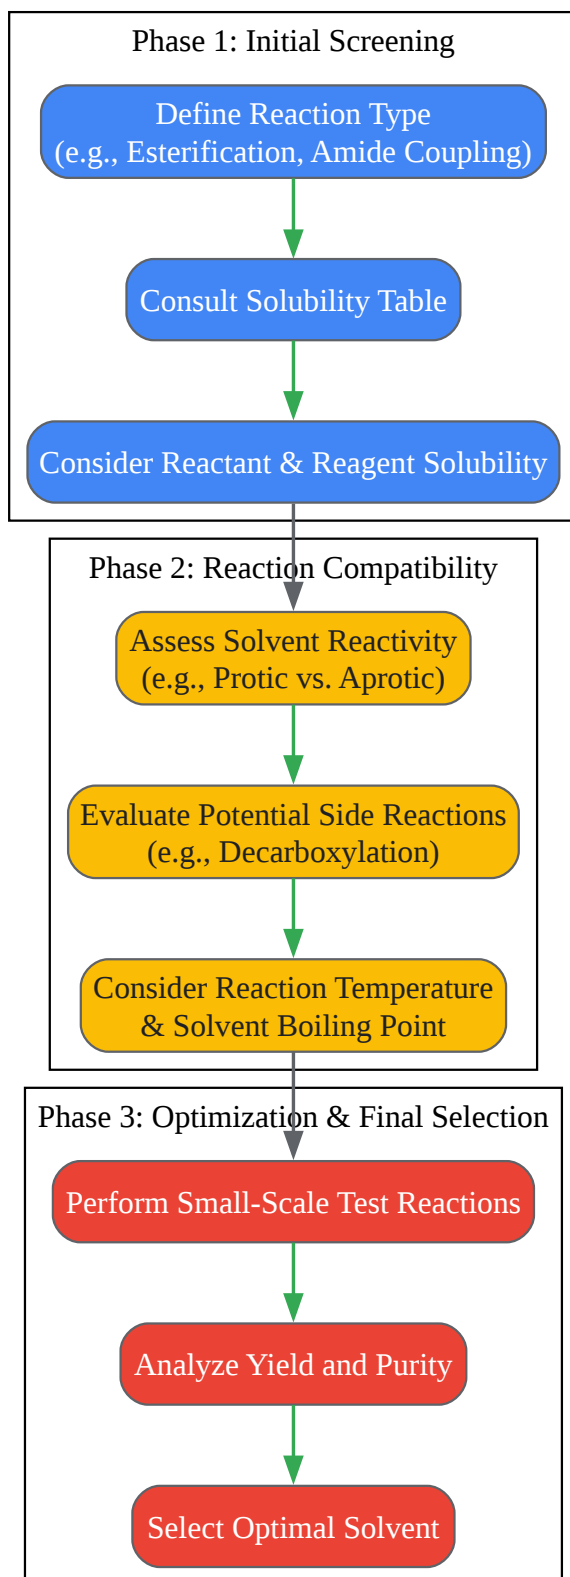 Phase 1: Initial Screening
Define Reaction Type
(e.g., Esterification, Amide Coupling)
Consult Solubility Table
Consider Reactant & Reagent Solubility
Phase 2: Reaction Compatibility
Assess Solvent Reactivity
(e.g., Protic vs. Aprotic)
Evaluate Potential Side Reactions
(e.g., Decarboxylation)
Consider Reaction Temperature
& Solvent Boiling Point
Phase 3: Optimization & Final Selection
Perform Small-Scale Test Reactions
Analyze Yield and Purity
Select Optimal Solvent